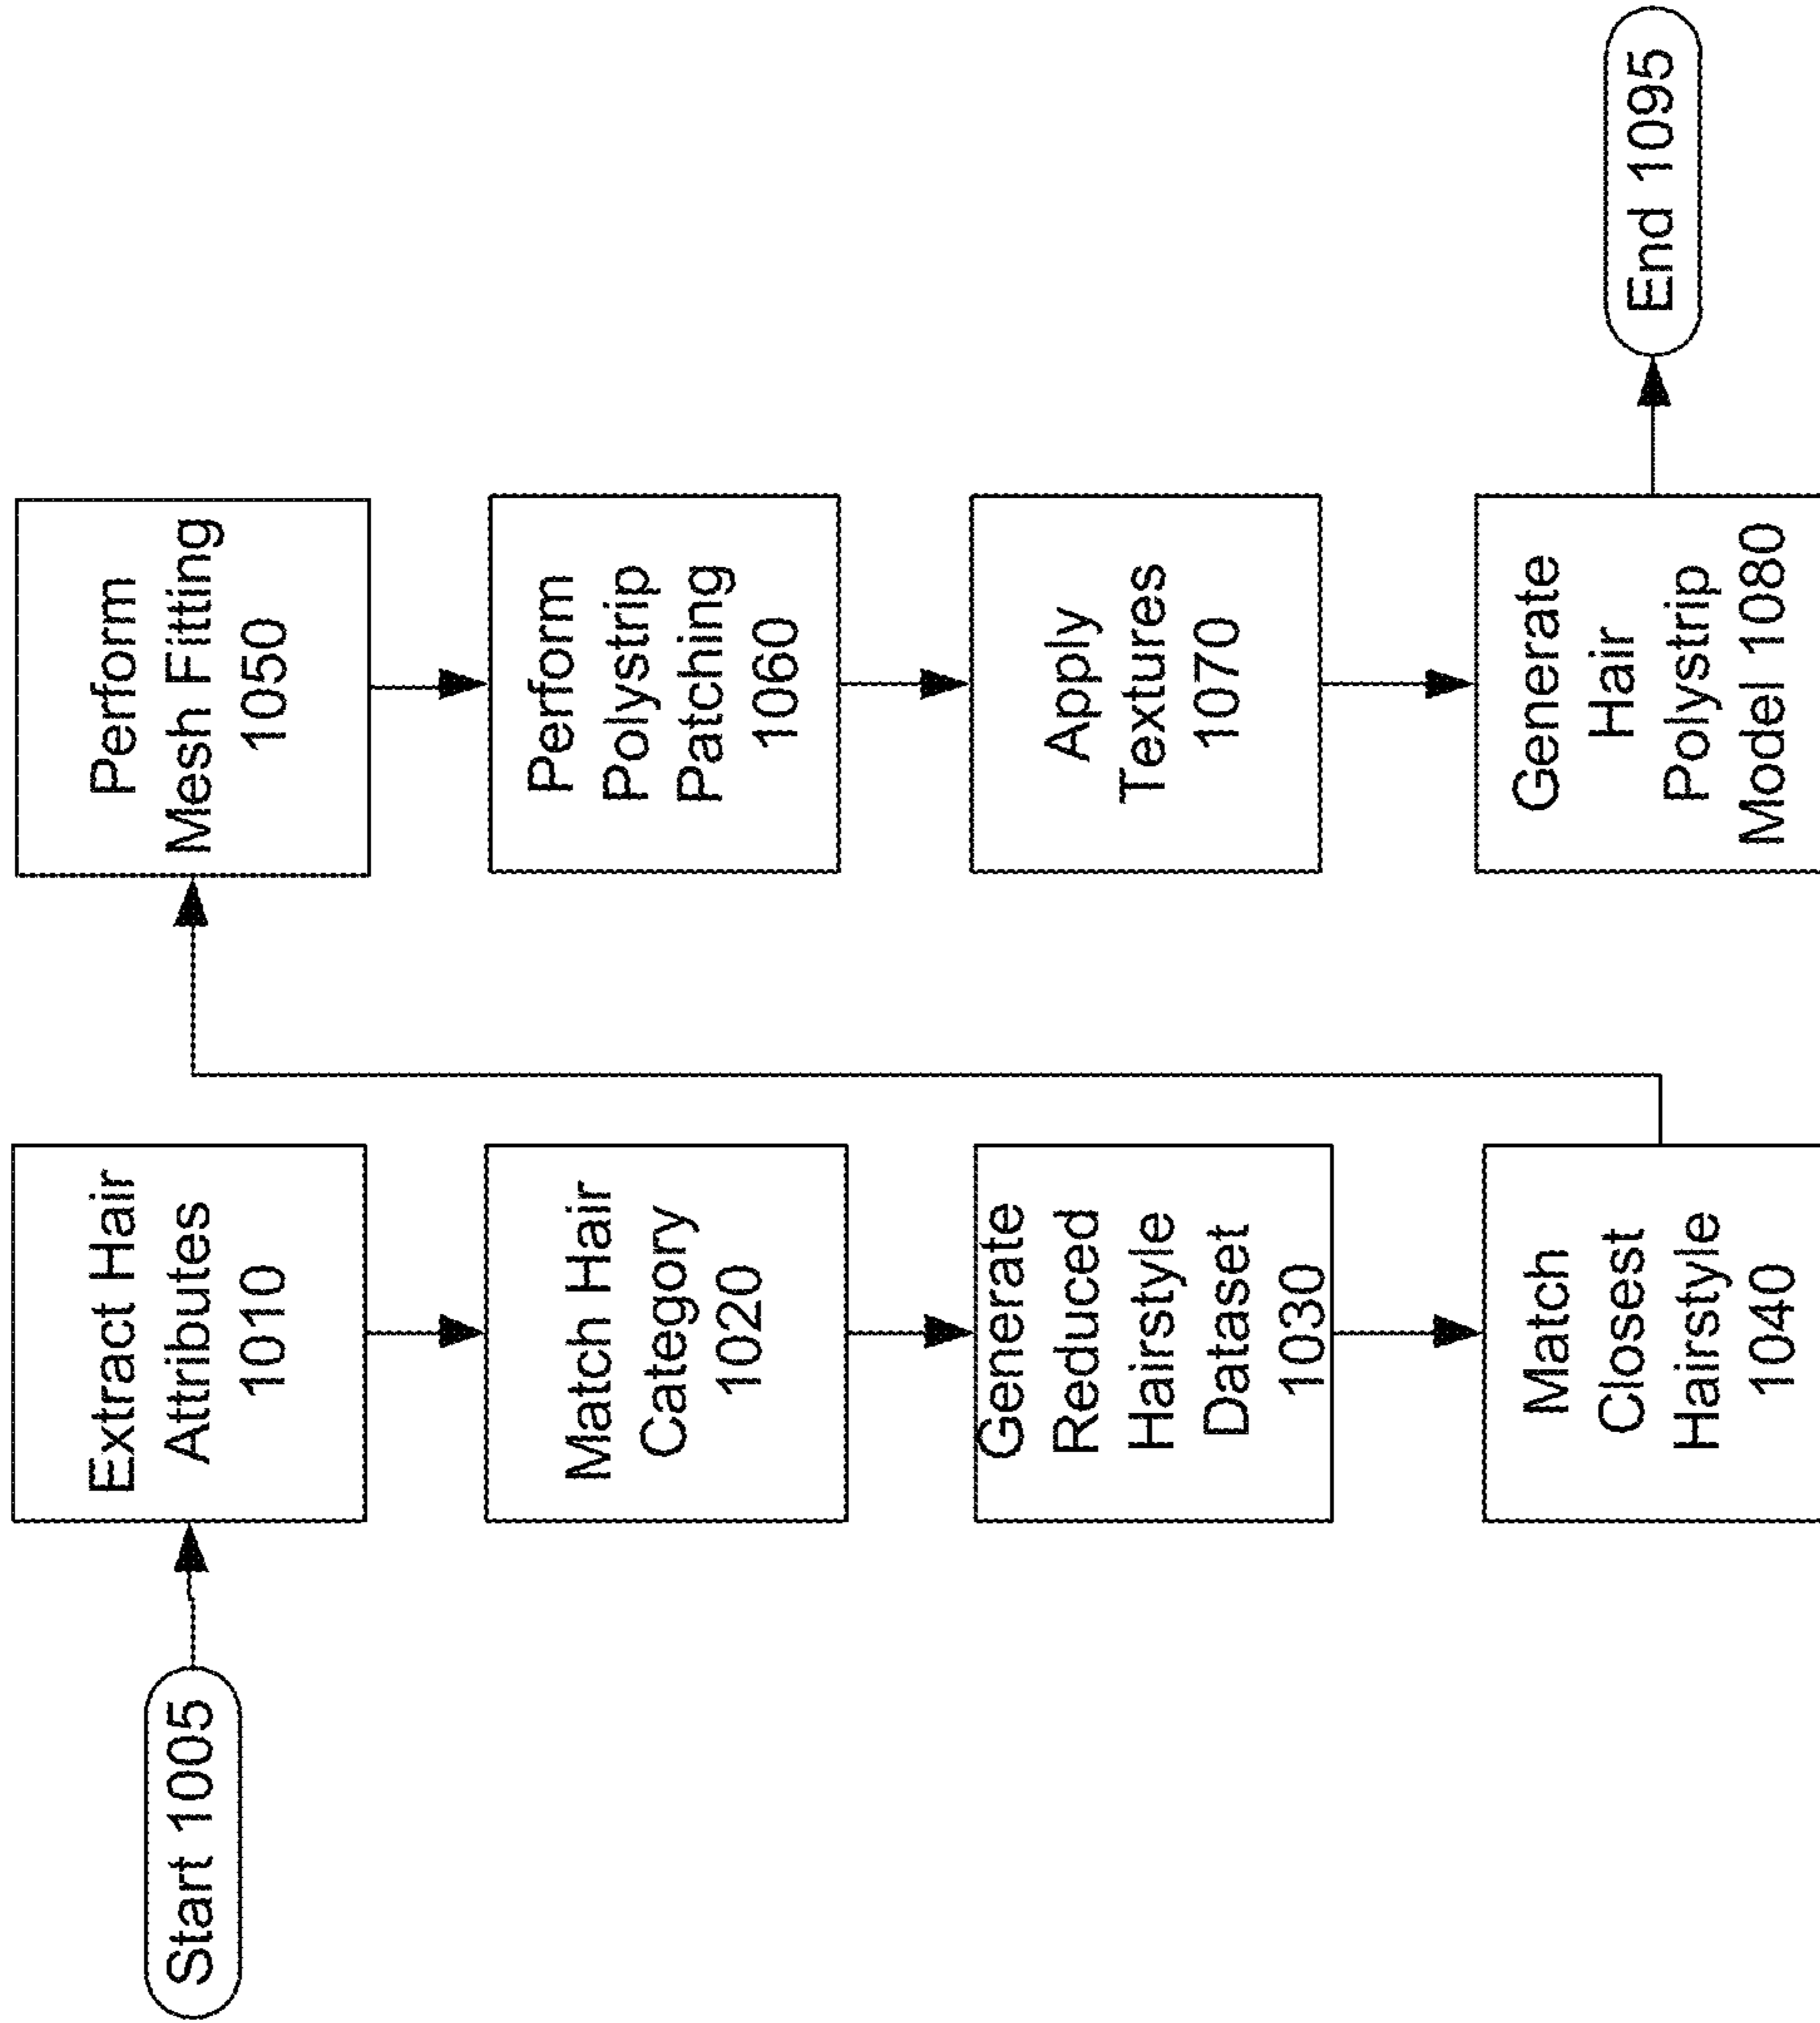 Start 1005
Extract Hair
Attributes
1010
Match Hair
Category
1020
Generate
Reduced
Hairstyle
Dataset
1030
Match
Closest
Hairstyle
1040
Perform
Mesh Fitting
1050
Perform
Polystrip
Patching
1060
Apply
Textures
1070
Generate
Hair
Polystrip
Model 1080
End 1095